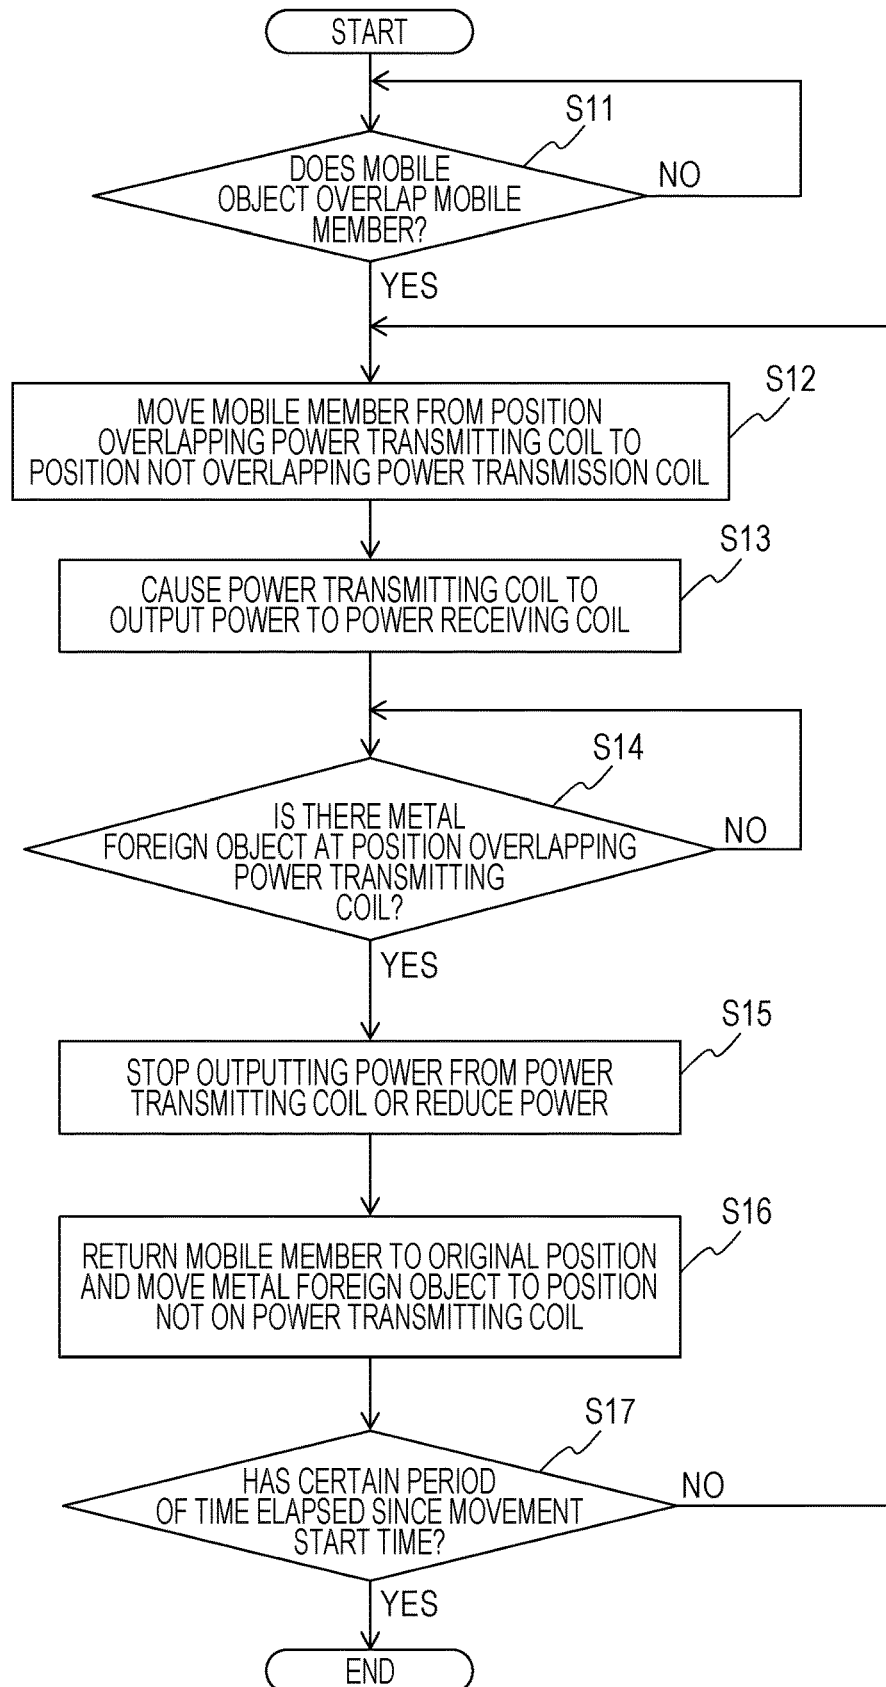 START
S11
DOES MOBILE
OBJECT OVERLAP MOBILE
MEMBER?
NO
YES
S12
MOVE MOBILE MEMBER FROM POSITION
OVERLAPPING POWER TRANSMITTING COIL TO
POSITION NOT OVERLAPPING POWER TRANSMISSION COIL
S13
CAUSE POWER TRANSMITTING COIL TO
OUTPUT POWER TO POWER RECEIVING COIL
S14
IS THERE METAL
FOREIGN OBJECT AT POSITION OVERLAPPING
POWER TRANSMITTING
COIL?
NO
YES
S15
STOP OUTPUTTING POWER FROM POWER
TRANSMITTING COIL OR REDUCE POWER
S16
RETURN MOBILE MEMBER TO ORIGINAL POSITION
AND MOVE METAL FOREIGN OBJECT TO POSITION
NOT ON POWER TRANSMITTING COIL
S17
HAS CERTAIN PERIOD
OF TIME ELAPSED SINCE MOVEMENT
START TIME?
NO
YES
END